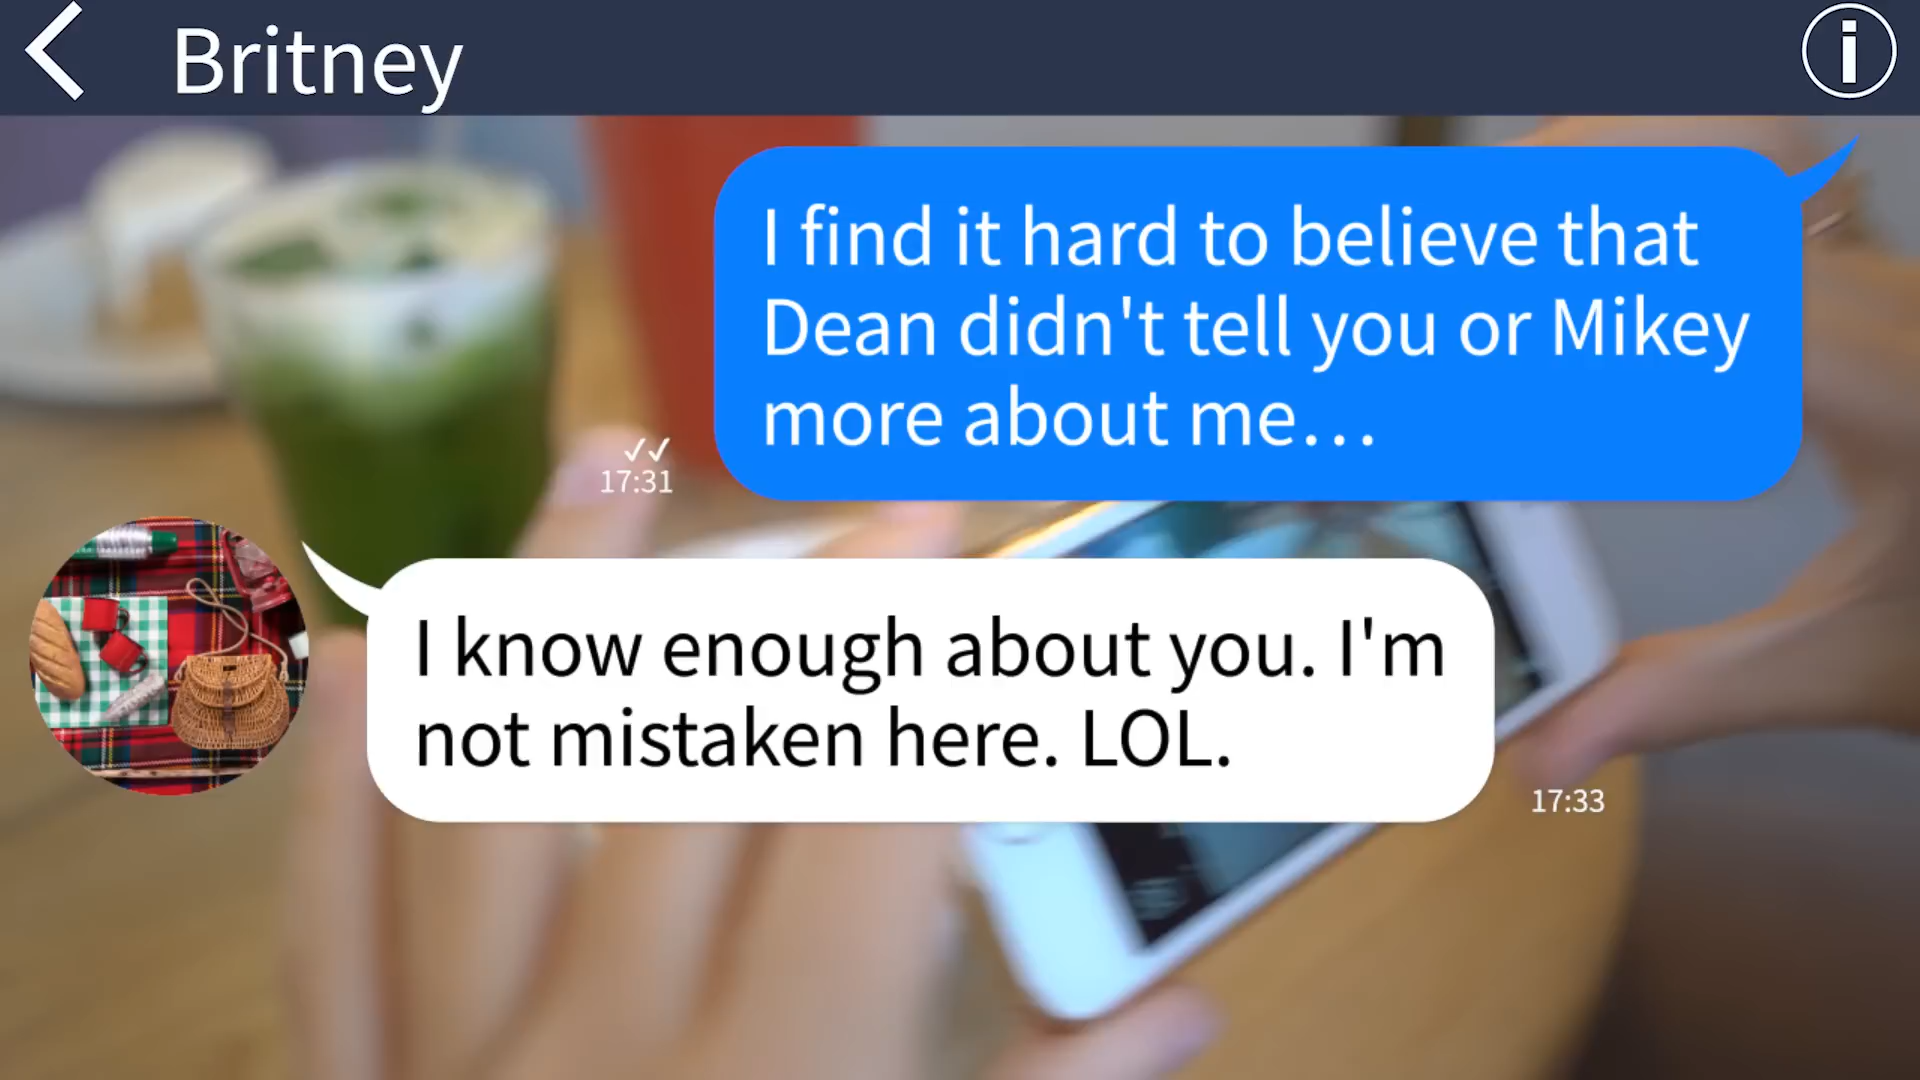 Britney
I find it hard to believe that
Dean didn't tell you or Mikey
more about me…
17:31
I know enough about you. I'm
not mistaken here. LOL.
17:33